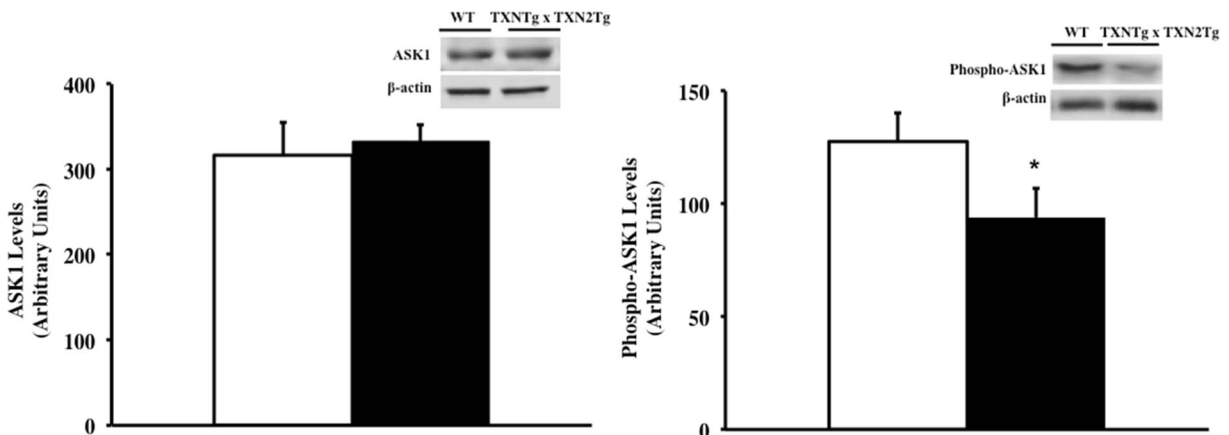 WT TXNTg x TXN2Tg
ASK1
β-actin
400
300
200
100
0
ASK1 Levels
(Arbitrary Units)
WT TXNTg x TXN2Tg
Phospho-ASK1
β-actin
150
100
50
0
Phospho-ASK1 Levels
(Arbitrary Units)
*